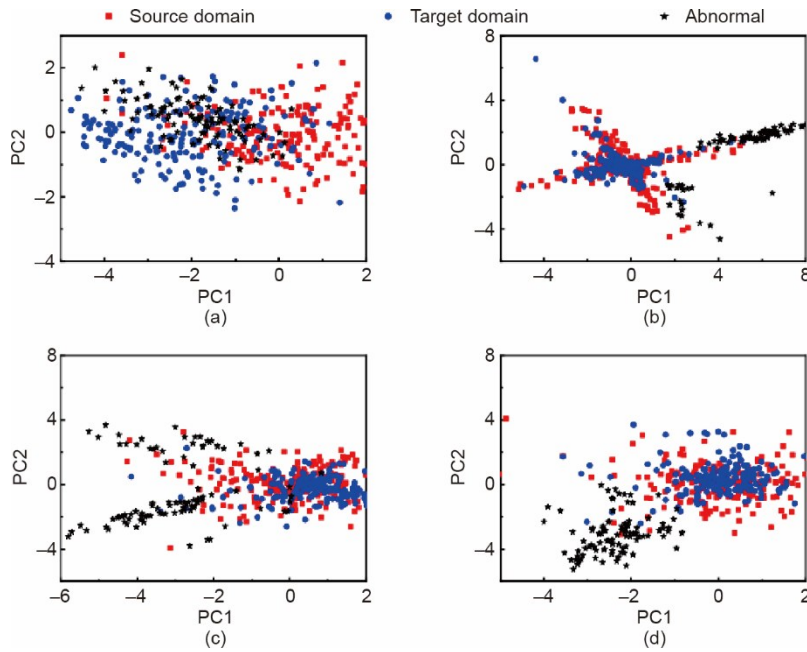 Source domain Target domain Abnormal
PC2
2
0
–2
–4
–4 –2 0 2
PC1
(a)
PC2
8
4
0
–4
–4 0 4 8
PC1
(b)
PC2
8
4
0
–4
–6 –4 –2 0 2
PC1
(c)
PC2
8
4
0
–4
–4 –2 0 2
PC1
(d)